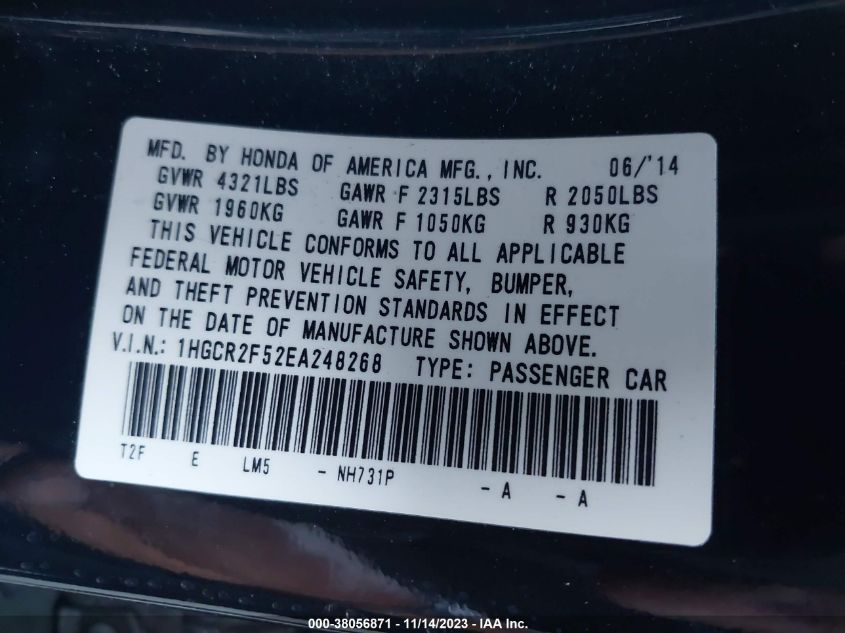 MFD. BY HONDA OF AMERICA MFG., INC. 06/'14
GVWR 4321LBS GAWR F 2315LBS R 2050LBS
GVWR 1960KG GAWR F 1050KG R 930KG
THIS VEHICLE CONFORMS TO ALL APPLICABLE
FEDERAL MOTOR VEHICLE SAFETY, BUMPER,
AND THEFT PREVENTION STANDARDS IN EFFECT
ON THE DATE OF MANUFACTURE SHOWN ABOVE.
V.I.N.: 1HGCR2F52EA248268 TYPE: PASSENGER CAR
T2F E LM5 - NH731P - A - A
000-38056871 - 11/14/2023 - IAA Inc.